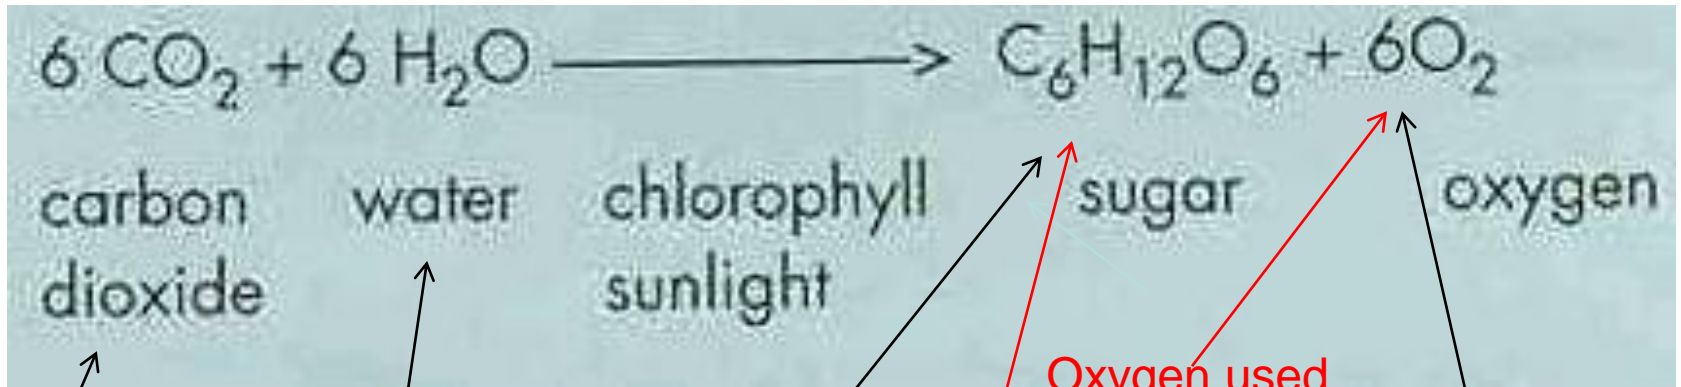 6 CO₂ + 6 H₂O ⟶ C₆H₁₂O₆ + 6O₂
carbon water chlorophyll sugar oxygen
dioxide sunlight
Oxygen used